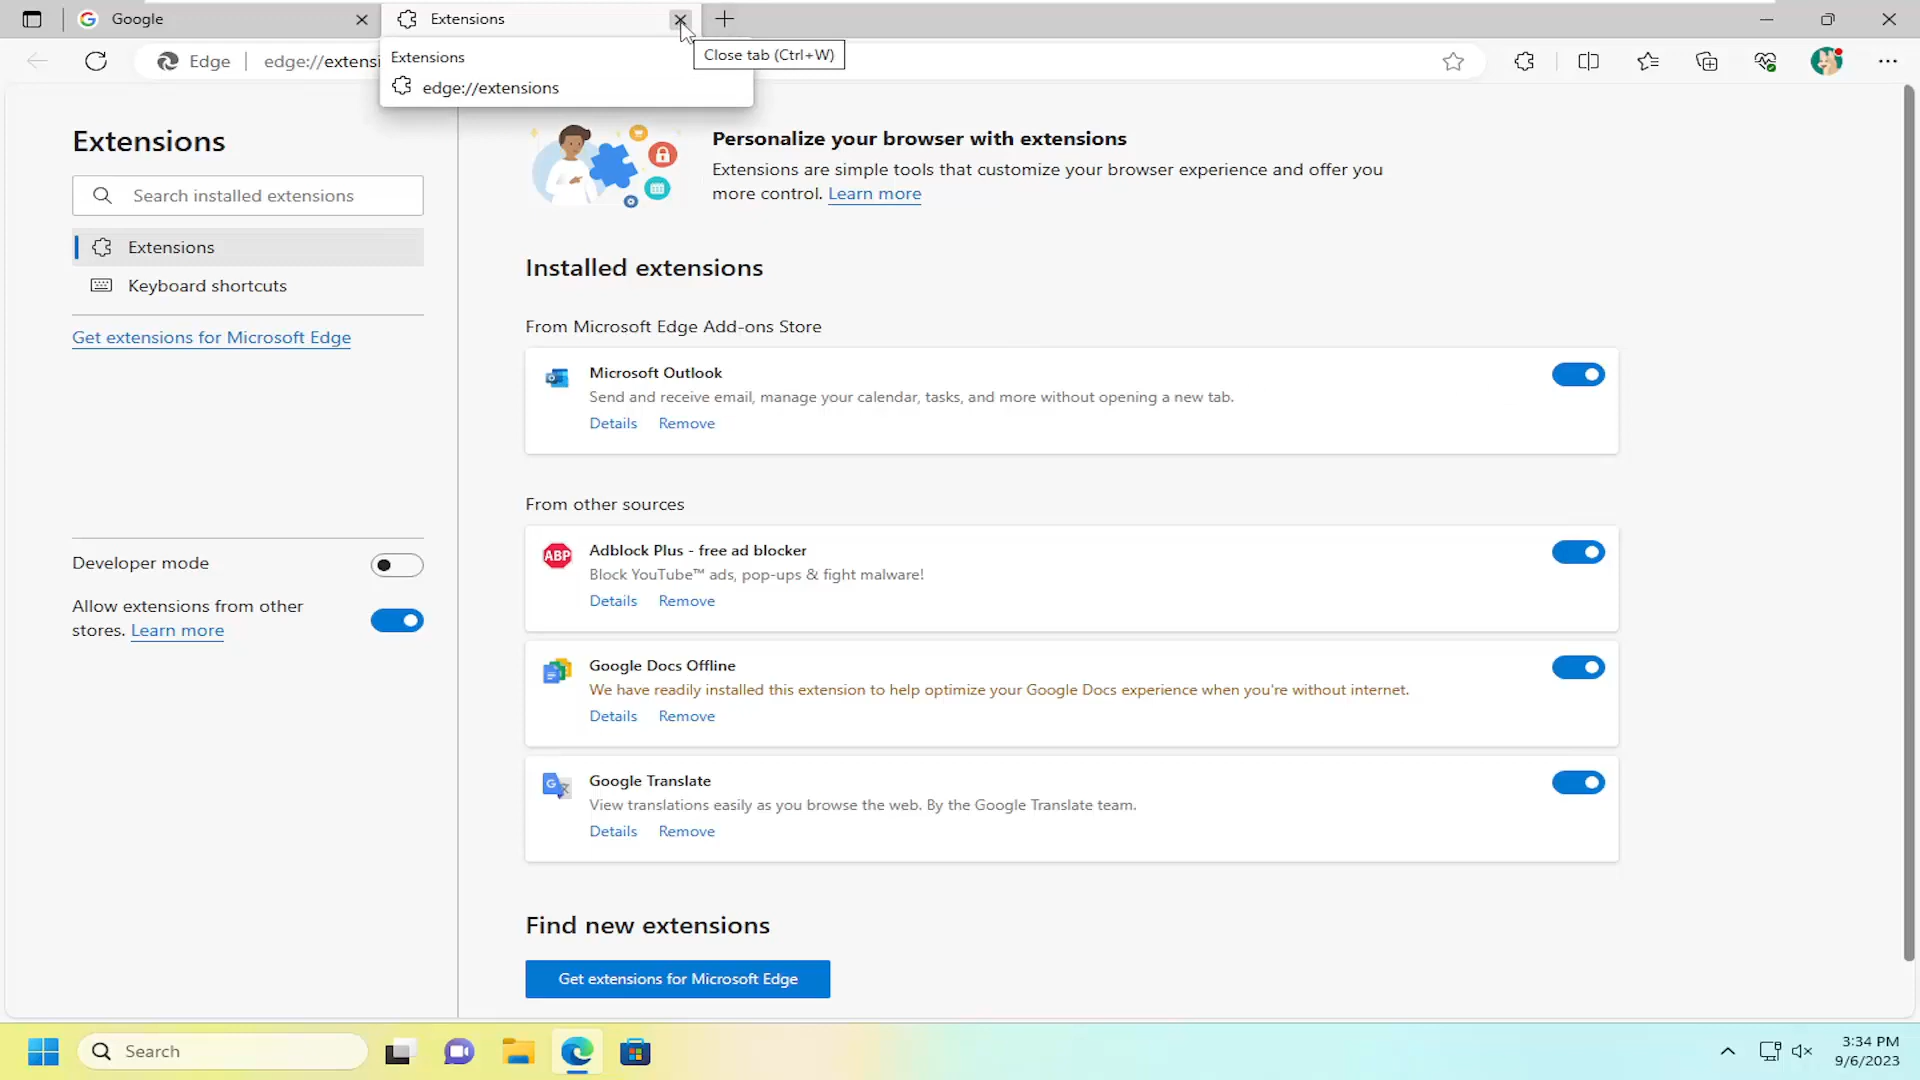 Google
Extensions
Extensions
edge://extensions
Close tab (Ctrl+W)
Edge
edge://extensi
Extensions
Search installed extensions
Extensions
Keyboard shortcuts
Get extensions for Microsoft Edge
Developer mode
Allow extensions from other
stores. Learn more
Personalize your browser with extensions
Extensions are simple tools that customize your browser experience and offer you
more control. Learn more
Installed extensions
From Microsoft Edge Add-ons Store
Microsoft Outlook
Send and receive email, manage your calendar, tasks, and more without opening a new tab.
Details Remove
From other sources
ABP
Adblock Plus - free ad blocker
Block YouTube™ ads, pop-ups & fight malware!
Details Remove
Google Docs Offline
We have readily installed this extension to help optimize your Google Docs experience when you're without internet.
Details Remove
Google Translate
View translations easily as you browse the web. By the Google Translate team.
Details Remove
Find new extensions
Get extensions for Microsoft Edge
Search
3:34 PM
9/6/2023